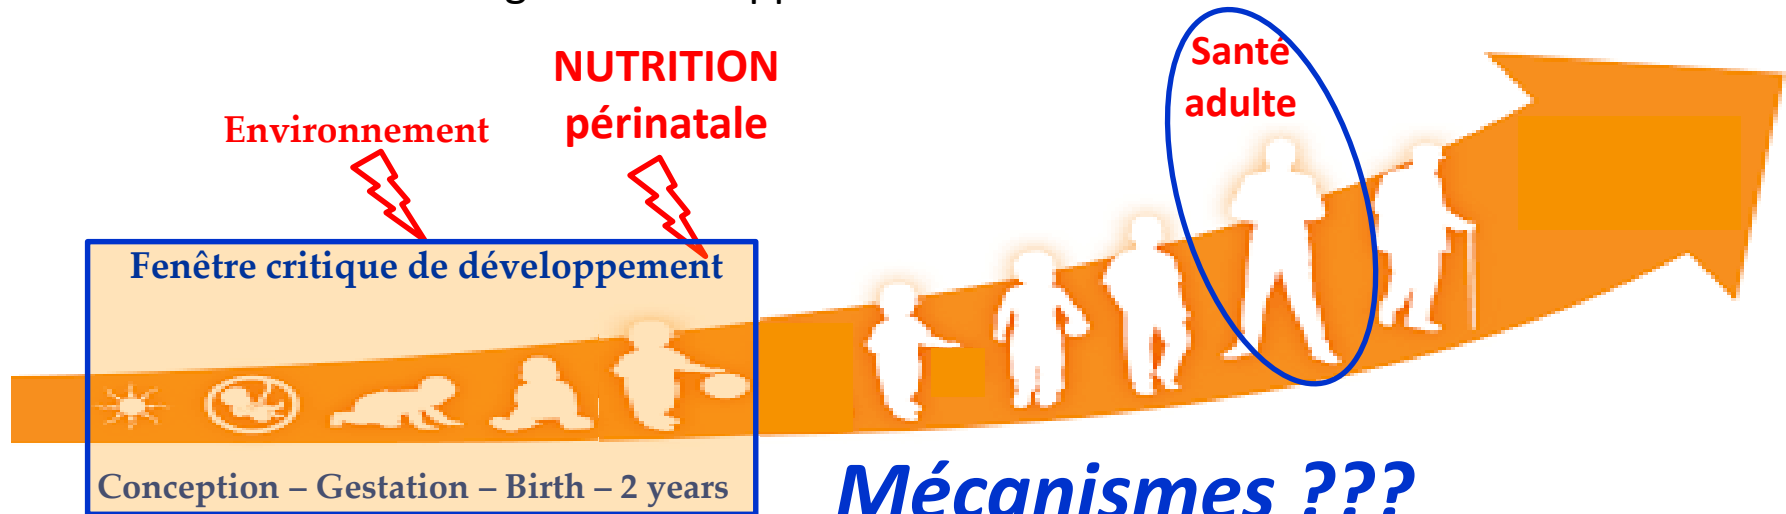 NUTRITION
périnatale
Environnement
Santé
adulte
Fenêtre critique de développement
Conception – Gestation – Birth – 2 years
Mécanismes ???